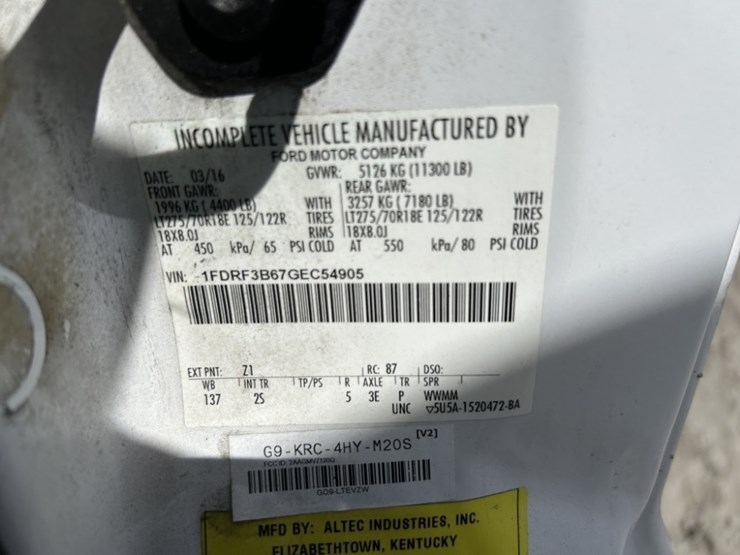 INCOMPLETE VEHICLE MANUFACTURED BY
FORD MOTOR COMPANY
DATE: 03/16 GVWR: 5126 KG (11300 LB)
FRONT GAWR: REAR GAWR:
1996 KG (4400 LB) WITH 3257 KG (7180 LB) WITH
LT275/70R18E 125/122R TIRES LT275/70R18E 125/122R TIRES
18X8.0J RIMS 18X8.0J RIMS
AT 450 kPa/ 65 PSI COLD AT 550 kPa/ 80 PSI COLD
VIN: 1FDRF3B67GEC54905
EXT PNT: Z1 RC: 87 DSO:
WB INT TR TP/PS R AXLE TR SPR
137 2S 5 3E P WWMM
UNC ▽5U5A-1520472-BA
G9-KRC-4HY-M20S [V2]
GO9-LTEVZW
MFD BY: ALTEC INDUSTRIES, INC.
ELIZABETHTOWN, KENTUCKY